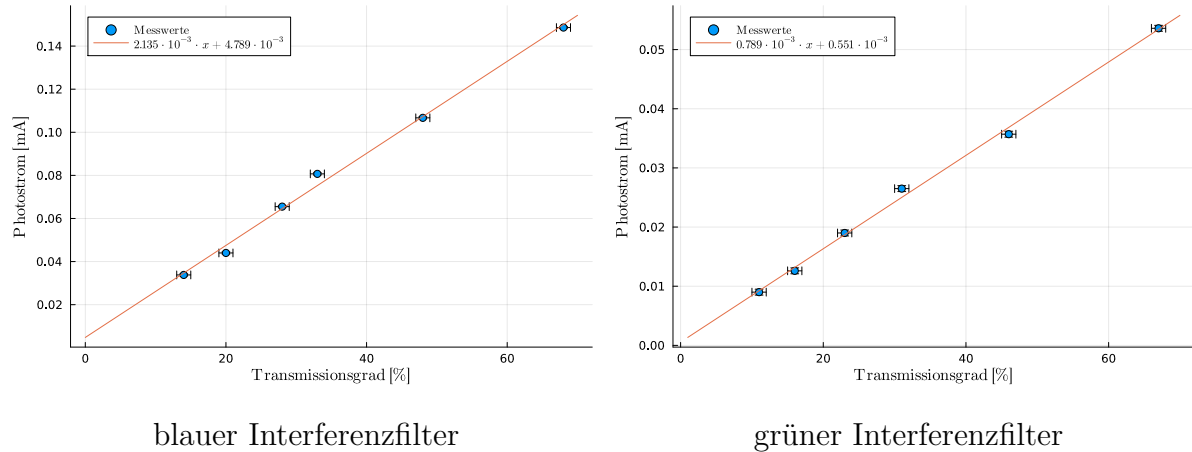 Messwerte
2.135 · 10⁻³ · x + 4.789 · 10⁻³
Photostrom [mA]
0.14
0.12
0.10
0.08
0.06
0.04
0.02
0
20
40
60
Transmissionsgrad [%]
blauer Interferenzfilter
Messwerte
0.789 · 10⁻³ · x + 0.551 · 10⁻³
Photostrom [mA]
0.05
0.04
0.03
0.02
0.01
0.00
0
20
40
60
Transmissionsgrad [%]
grüner Interferenzfilter